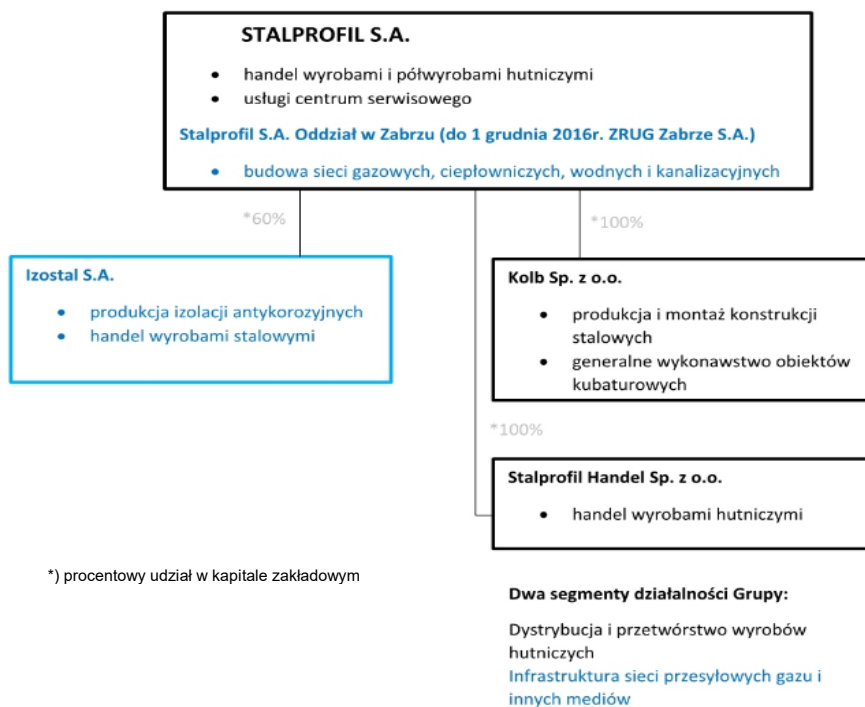 STALPROFIL S.A.
• handel wyrobami i półwyrobami hutniczymi
• usługi centrum serwisowego
Stalprofil S.A. Oddział w Zabrzu (do 1 grudnia 2016r. ZRUG Zabrze S.A.)
• budowa sieci gazowych, ciepłowniczych, wodnych i kanalizacyjnych
*60%
*100%
Izostal S.A.
• produkcja izolacji antykorozyjnych
• handel wyrobami stalowymi
Kolb Sp. z o.o.
• produkcja i montaż konstrukcji
stalowych
• generalne wykonawstwo obiektów
kubaturowych
*100%
Stalprofil Handel Sp. z o.o.
• handel wyrobami hutniczymi
*) procentowy udział w kapitale zakładowym
Dwa segmenty działalności Grupy:
Dystrybucja i przetwórstwo wyrobów
hutniczych
Infrastruktura sieci przesyłowych gazu i
innych mediów